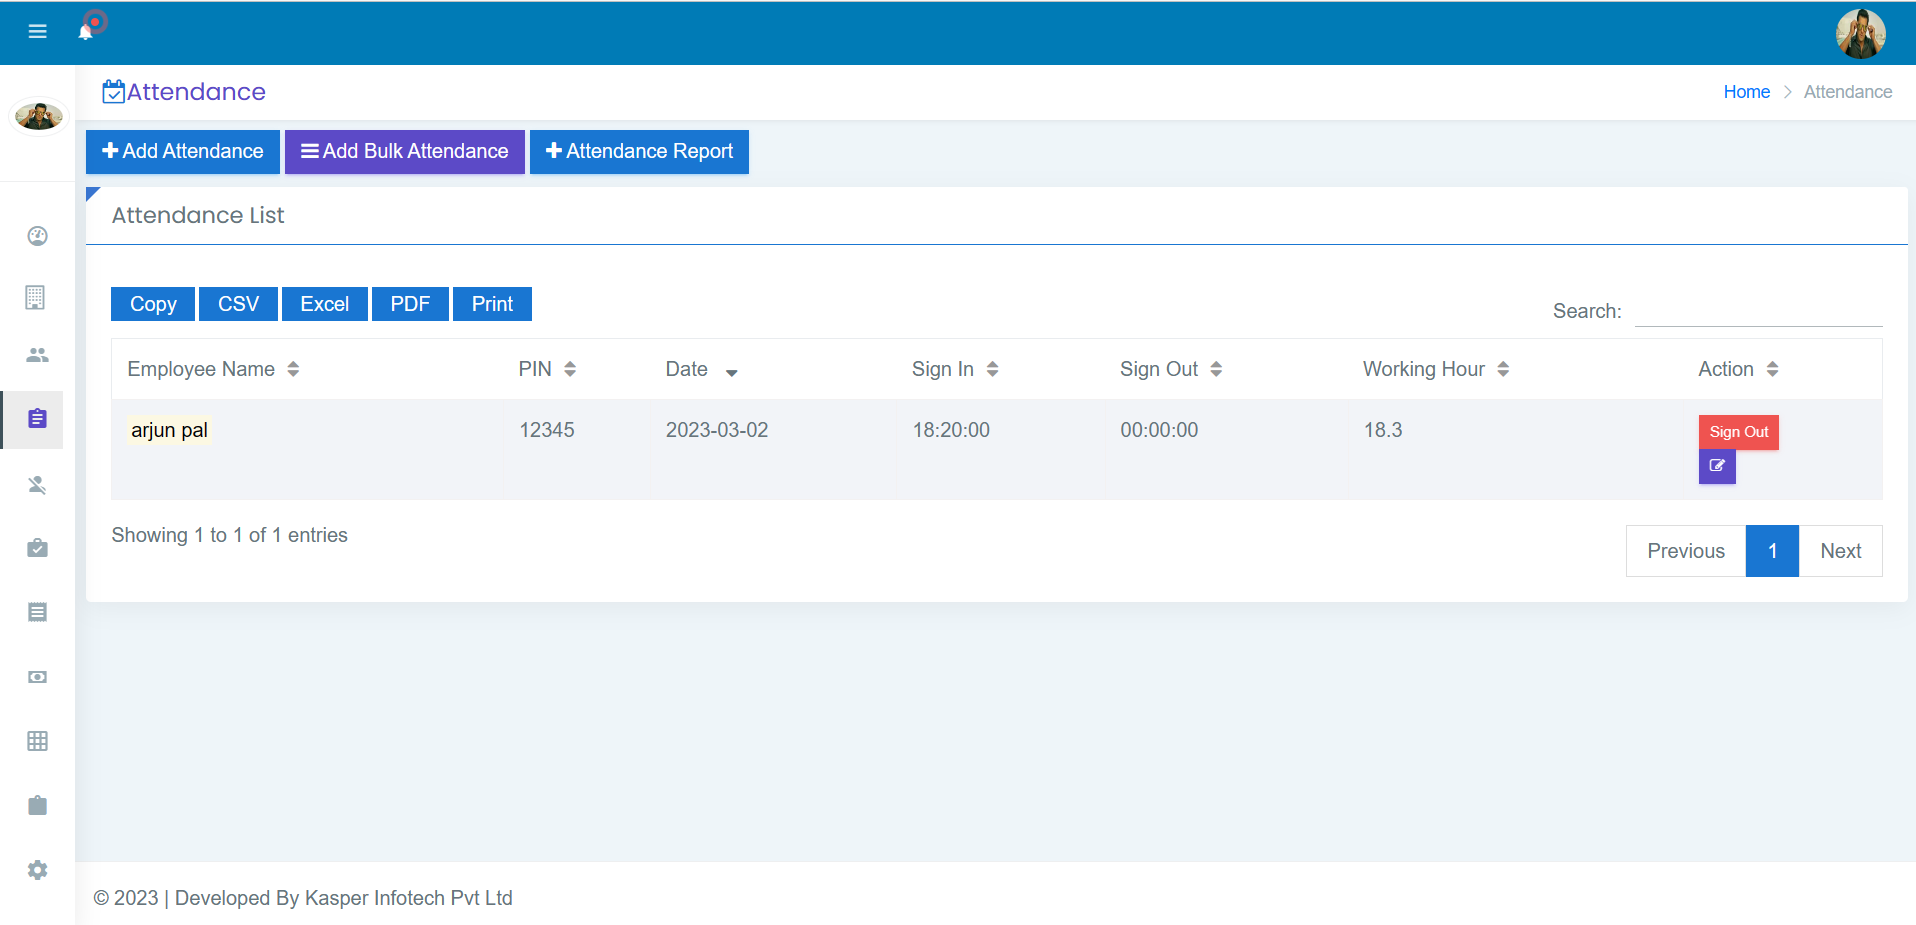 Attendance
Home > Attendance
Add Attendance Add Bulk Attendance Attendance Report
Attendance List
Copy CSV Excel PDF Print
Search:
Employee Name PIN Date Sign In Sign Out Working Hour Action
arjun pal 12345 2023-03-02 18:20:00 00:00:00 18.3 Sign Out
Showing 1 to 1 of 1 entries
Previous 1 Next
© 2023 | Developed By Kasper Infotech Pvt Ltd